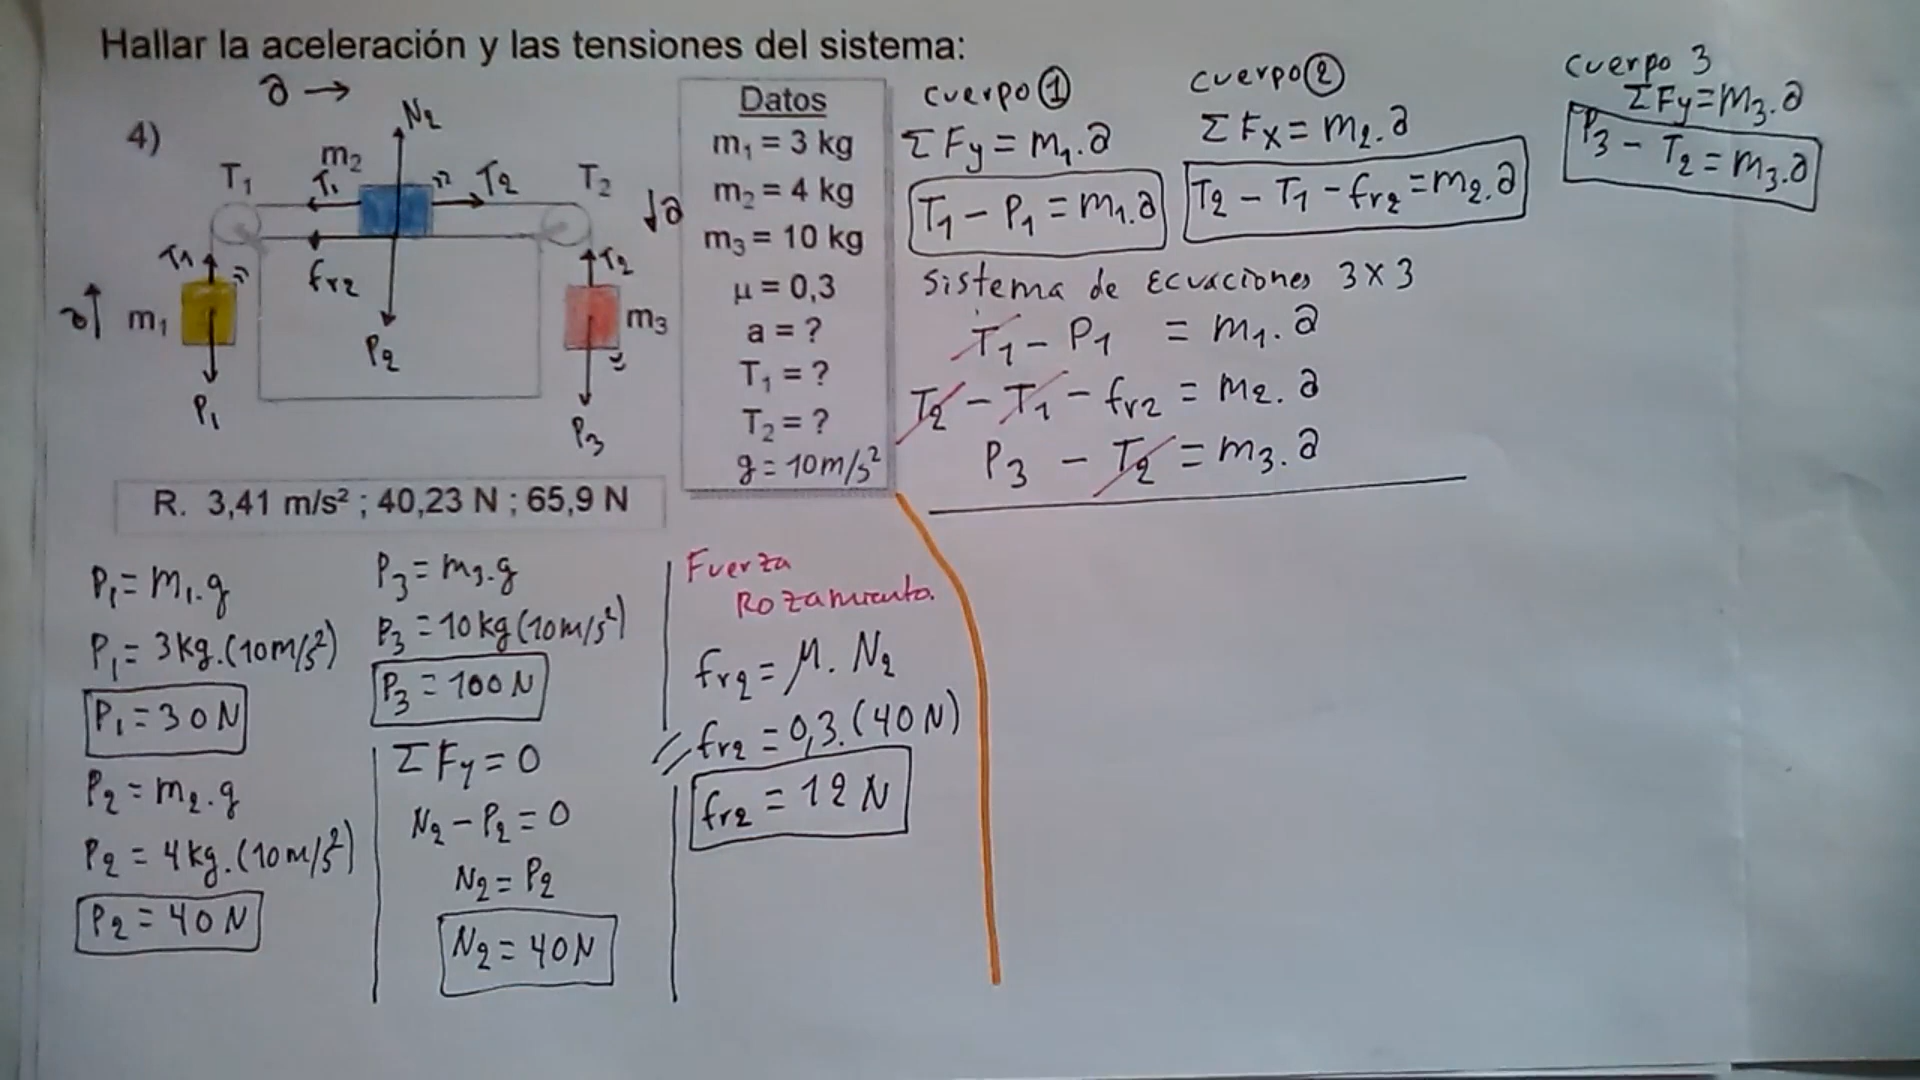 Hallar la aceleración y las tensiones del sistema:
a →
4)
N₂
m₂
T₁
T₁
T₂
T₂
↓a
T₁
fr₂
T₂
a↑
m₁
m₃
P₂
P₁
P₃
R. 3,41 m/s² ; 40,23 N ; 65,9 N
Datos
m₁ = 3 kg
m₂ = 4 kg
m₃ = 10 kg
μ = 0,3
a = ?
T₁ = ?
T₂ = ?
g = 10m/s²
cuerpo ①
ΣFy = m₁.a
T₁ - P₁ = m₁.a
cuerpo ②
ΣFx = m₂.a
T₂ - T₁ - fr₂ = m₂.a
cuerpo 3
ΣFy = m₃.a
P₃ - T₂ = m₃.a
Sistema de Ecuaciones 3x3
T₁ - P₁ = m₁.a
T₂ - T₁ - fr₂ = m₂.a
P₃ - T₂ = m₃.a
P₁ = m₁.g
P₁ = 3kg.(10m/s²)
P₁ = 30N
P₂ = m₂.g
P₂ = 4kg.(10m/s²)
P₂ = 40N
P₃ = m₃.g
P₃ = 10kg(10m/s²)
P₃ = 100N
ΣFy = 0
N₂ - P₂ = 0
N₂ = P₂
N₂ = 40N
Fuerza
Rozamiento.
fr₂ = μ. N₂
fr₂ = 0,3.(40N)
fr₂ = 12N